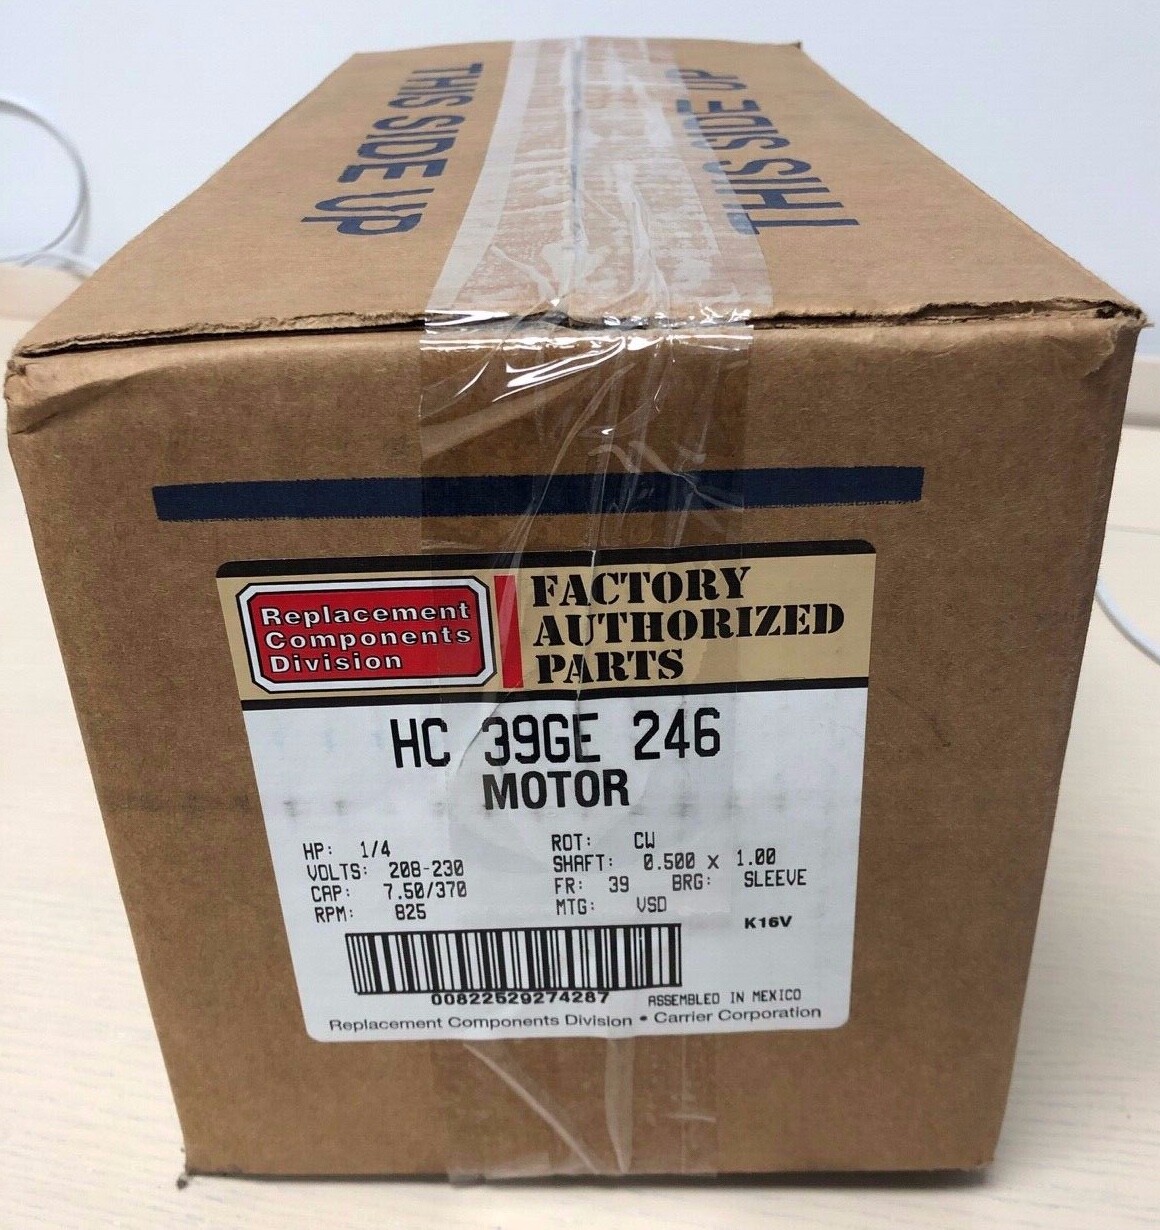 THIS SIDE UP
THIS SIDE UP
Replacement
Components
Division
FACTORY
AUTHORIZED
PARTS
HC 39GE 246
MOTOR
HP: 1/4
VOLTS: 208-230
CAP: 7.50/370
RPM: 825
ROT: CW
SHAFT: 0.500 x 1.00
FR: 39 BRG: SLEEVE
MTG: VSD
K16V
00822529274287
ASSEMBLED IN MEXICO
Replacement Components Division • Carrier Corporation